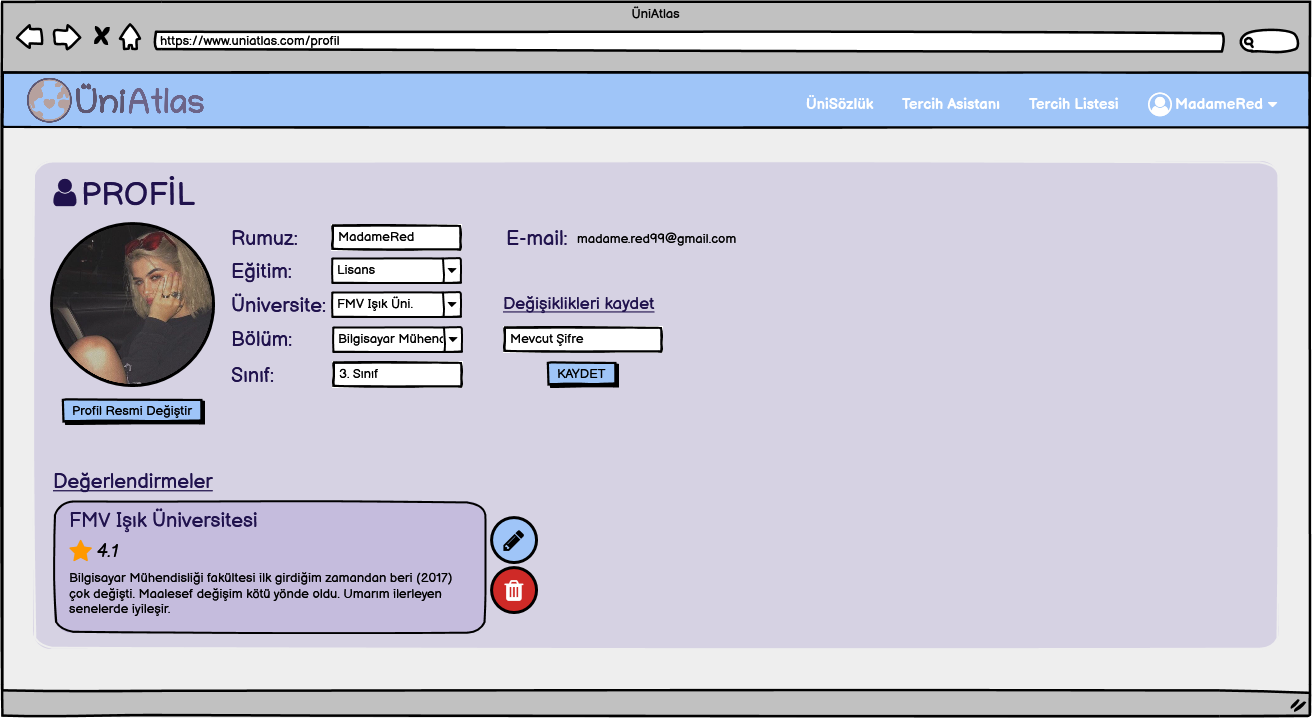 ÜniAtlas
https://www.uniatlas.com/profil
ÜniAtlas
ÜniSözlük Tercih Asistanı Tercih Listesi MadameRed
PROFİL
Rumuz: MadameRed E-mail: madame.red99@gmail.com
Eğitim: Lisans
Üniversite: FMV Işık Üni. Değişiklikleri kaydet
Bölüm: Bilgisayar Mühenc Mevcut Şifre
Sınıf: 3. Sınıf KAYDET
Profil Resmi Değiştir
Değerlendirmeler
FMV Işık Üniversitesi
4.1
Bilgisayar Mühendisliği fakültesi ilk girdiğim zamandan beri (2017)
çok değişti. Maalesef değişim kötü yönde oldu. Umarım ilerleyen
senelerde iyileşir.